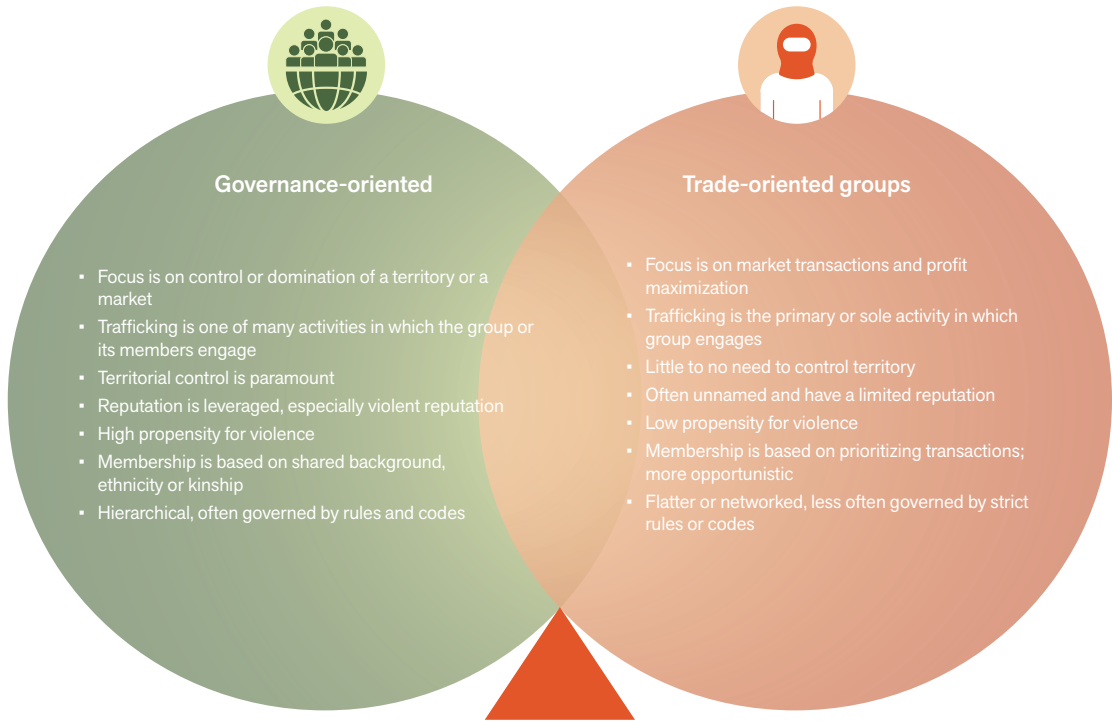 Governance-oriented
▪ Focus is on control or domination of a territory or a
market
▪ Trafficking is one of many activities in which the group or
its members engage
▪ Territorial control is paramount
▪ Reputation is leveraged, especially violent reputation
▪ High propensity for violence
▪ Membership is based on shared background,
ethnicity or kinship
▪ Hierarchical, often governed by rules and codes
Trade-oriented groups
▪ Focus is on market transactions and profit
maximization
▪ Trafficking is the primary or sole activity in which
group engages
▪ Little to no need to control territory
▪ Often unnamed and have a limited reputation
▪ Low propensity for violence
▪ Membership is based on prioritizing transactions;
more opportunistic
▪ Flatter or networked, less often governed by strict
rules or codes